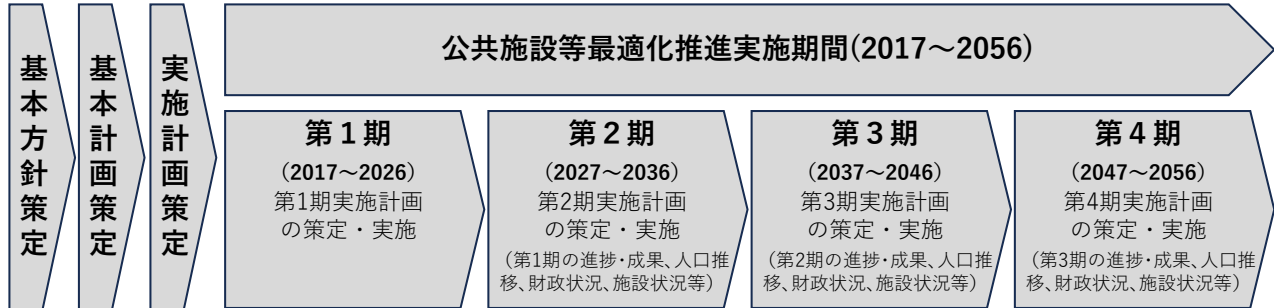 基本方針策定
基本計画策定
実施計画策定
公共施設等最適化推進実施期間(2017～2056)
第１期
(2017～2026)
第1期実施計画
の策定・実施
第２期
(2027～2036)
第2期実施計画
の策定・実施
(第1期の進捗・成果、人口推
移、財政状況、施設状況等)
第３期
(2037～2046)
第3期実施計画
の策定・実施
(第2期の進捗・成果、人口推
移、財政状況、施設状況等)
第４期
(2047～2056)
第4期実施計画
の策定・実施
(第3期の進捗・成果、人口推
移、財政状況、施設状況等)